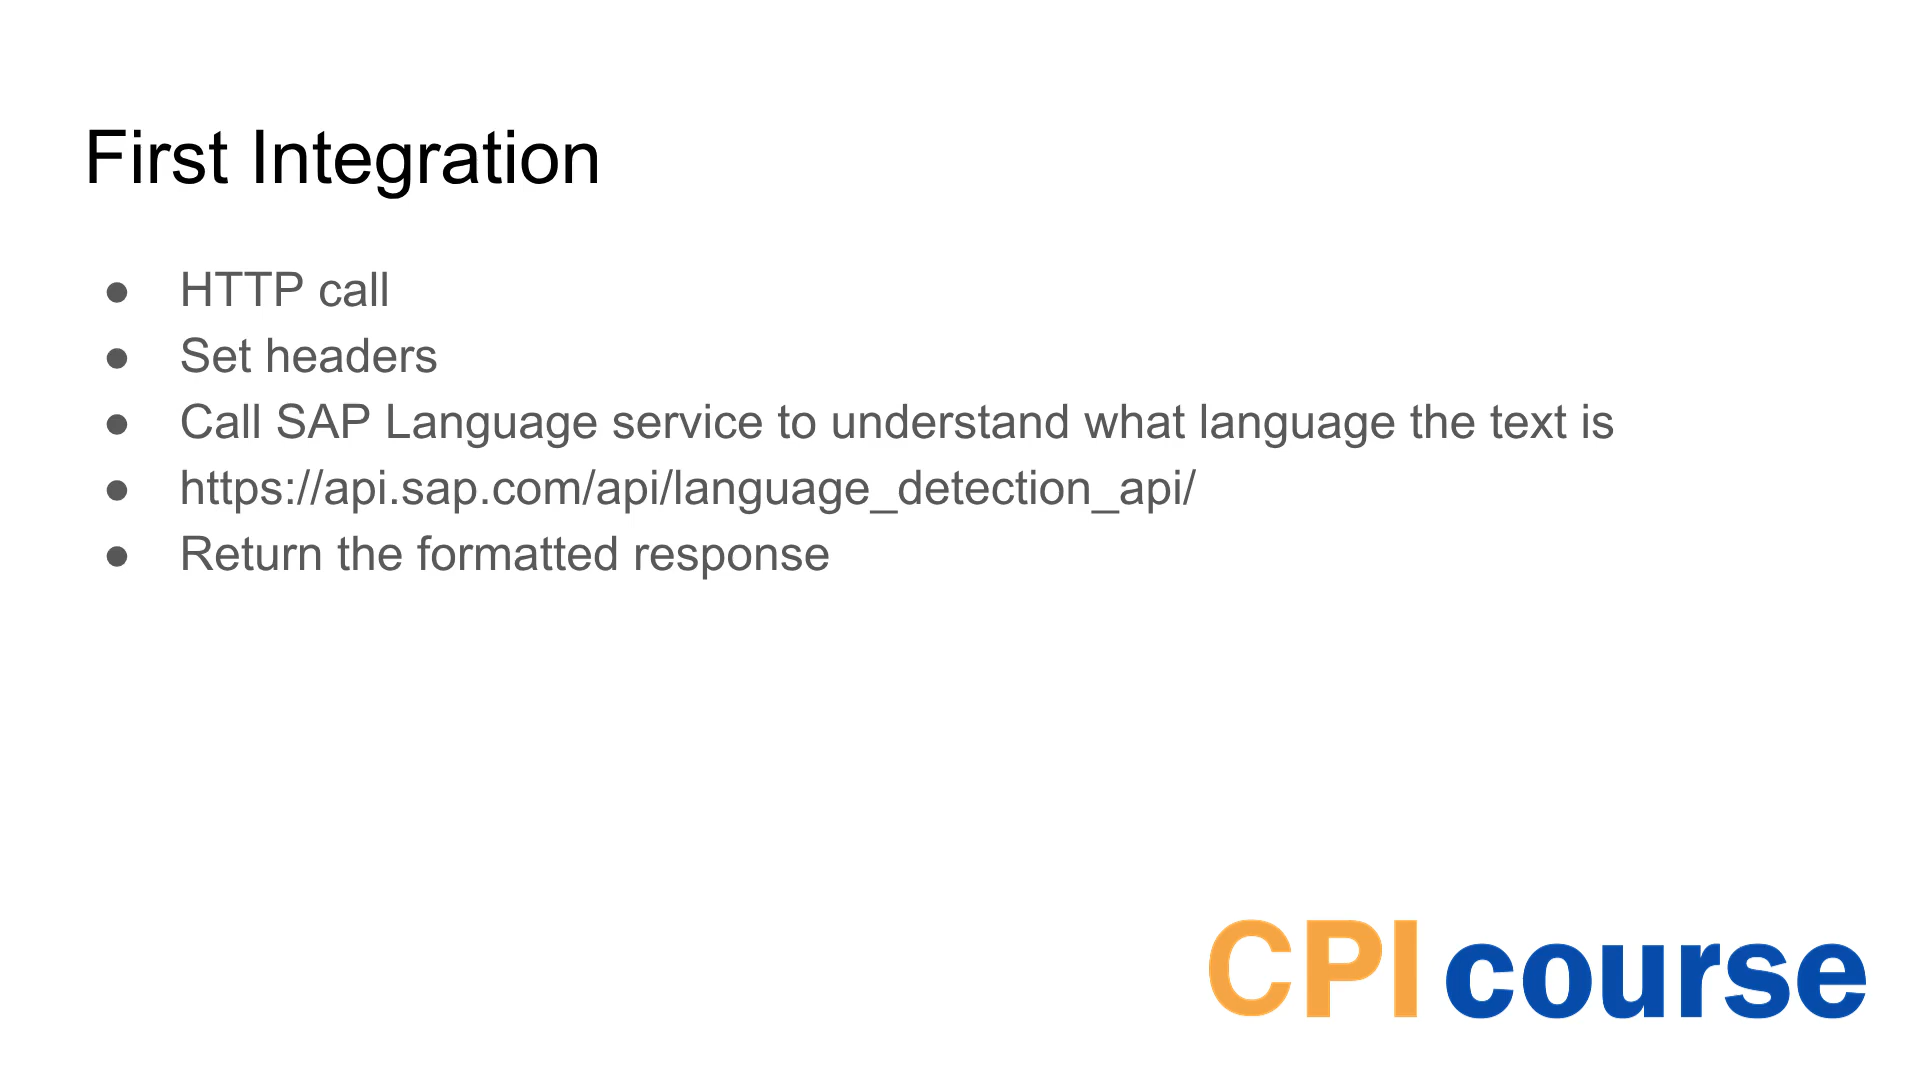 First Integration
● HTTP call
● Set headers
● Call SAP Language service to understand what language the text is
● https://api.sap.com/api/language_detection_api/
● Return the formatted response
CPI course